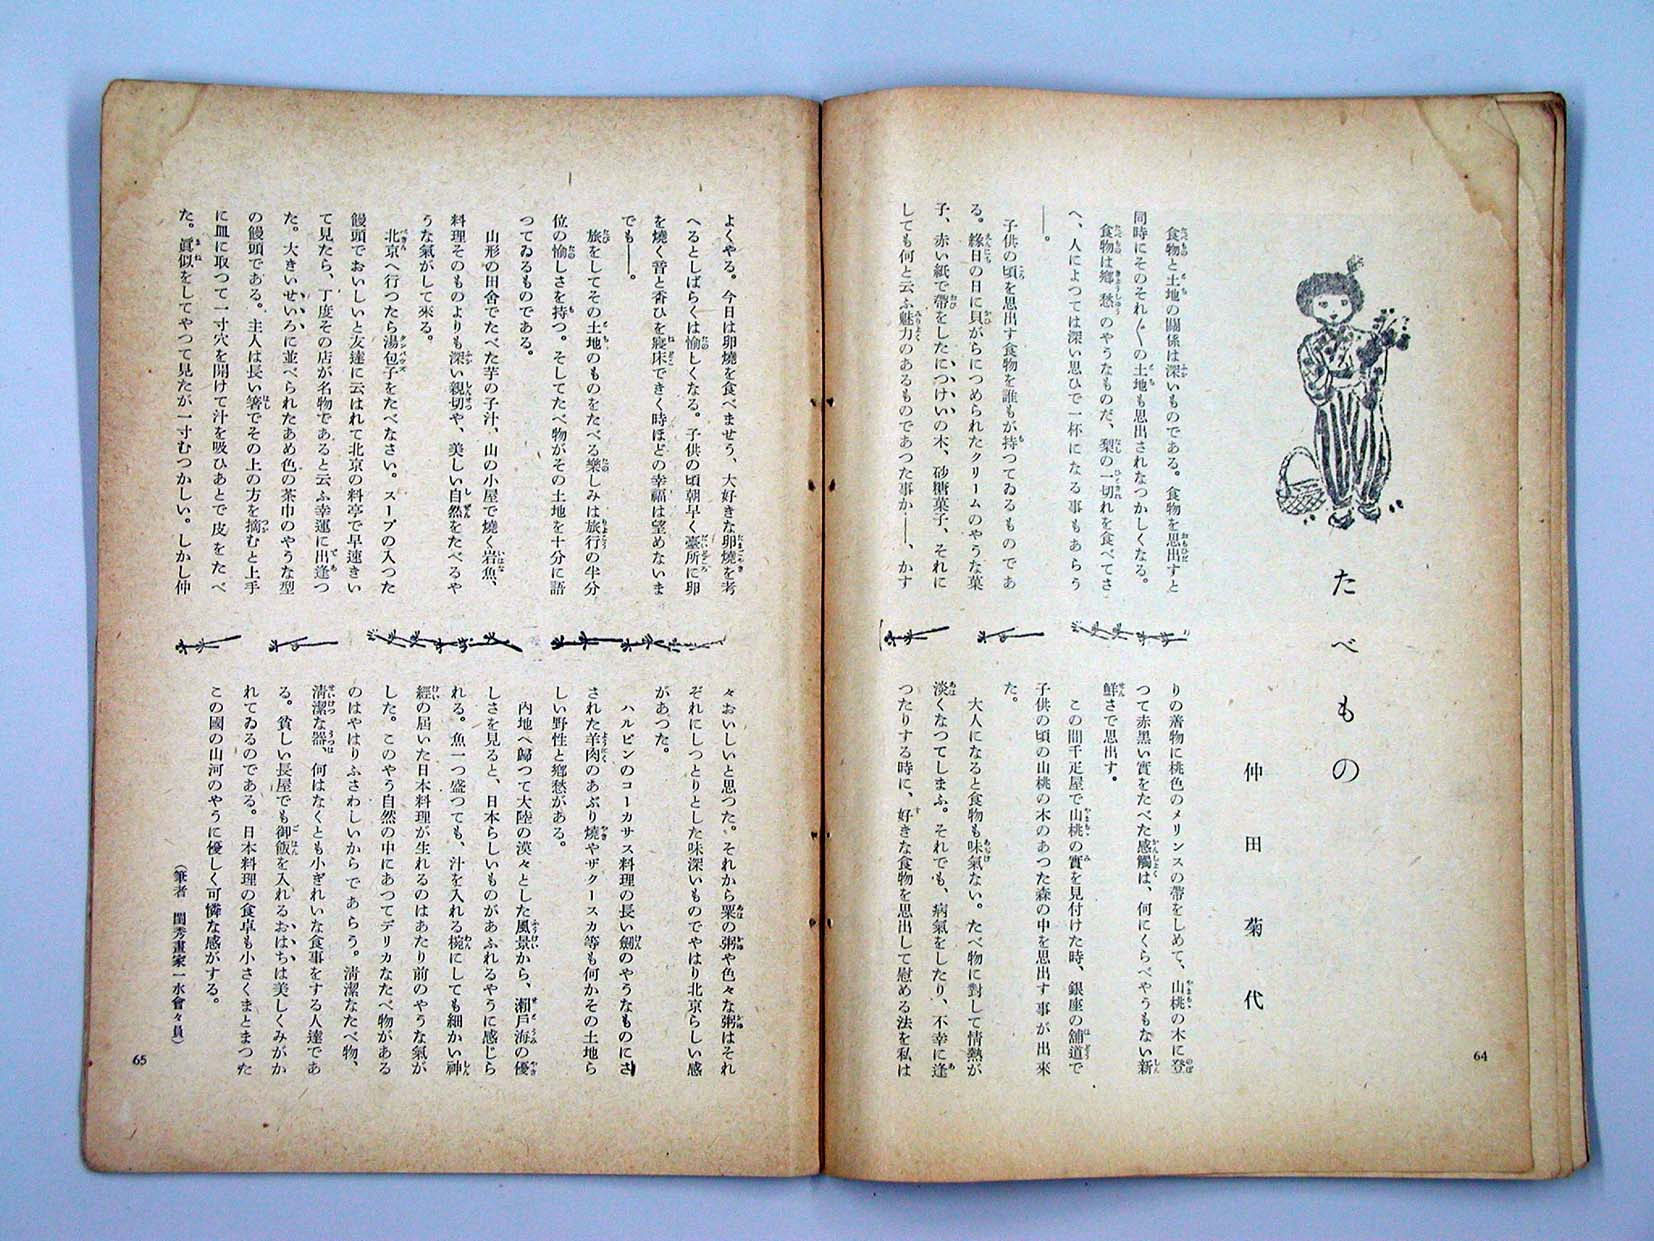 たべもの
仲田菊代
食物と土地の關係は深いものである。食物を思出すと
同時にそのそれ〴〵の土地も思出されなつかしくなる。
食物は鄕愁のやうなものだ、梨の一切れを食べてさ
へ、人によつては深い思ひで一杯になる事もあらう
――。
子供の頃を思出す食物を誰もが持つてゐるものであ
る。緣日の日に貝がらにつめられたクリームのやうな菓
子、赤い紙で帶をしたにつけいの木、砂糖菓子、それに
しても何と云ふ魅力のあるものであつた事か――、かす
りの着物に桃色のメリンスの帶をしめて、山桃の木に登
つて赤黑い實をたべた感觸は、何にくらべやうもない新
鮮さで思出す。
この間千疋屋で山桃の實を見付けた時、銀座の舖道で
子供の頃の山桃の木のあつた森の中を思出す事が出來
た。
大人になると食物も味氣ない。たべ物に對して情熱が
淡くなつてしまふ。それでも、病氣をしたり、不幸に逢
つたりする時に、好きな食物を思出して慰める法を私は
64
よくやる。今日は卵燒を食べませう、大好きな卵燒を考
へるとしばらくは愉しくなる。子供の頃朝早く臺所に卵
を燒く音と香ひを寢床できく時ほどの幸福は望めないま
でも――。
旅をしてその土地のものをたべる樂しみは旅行の半分
位の愉しさを持つ。そしてたべ物がその土地を十分に語
つてゐるものである。
山形の田舍でたべた芋の子汁、山の小屋で燒く岩魚、
料理そのものよりも深い親切や、美しい自然をたべるや
うな氣がして來る。
北京へ行つたら湯包子をたべなさい。スープの入つた
饅頭でおいしいと友達に云はれて北京の料亭で早速きい
て見たら、丁度その店が名物であると云ふ幸運に出逢つ
た。大きいせいろに並べられたあめ色の茶巾のやうな型
の饅頭である。主人は長い箸でその上の方を摘むと上手
に皿に取つて一寸穴を開けて汁を吸ひあとで皮をたべ
た。眞似をしてやつて見たが一寸むつかしい。しかし仲
々おいしいと思つた。それから粟の粥や色々な粥はそれ
ぞれにしつとりとした味深いものでやはり北京らしい感
があつた。
ハルピンのコーカサス料理の長い劍のやうなものにさ
された羊肉のあぶり燒やザクースカ等も何かその土地ら
しい野性と鄕愁がある。
內地へ歸つて大陸の漠々とした風景から、瀨戶海の優
しさを見ると、日本らしいものがあふれるやうに感じら
れる。魚一つ盛つても、汁を入れる椀にしても細かい神
經の屆いた日本料理が生れるのはあたり前のやうな氣が
した。このやう自然の中にあつてデリカなたべ物がある
のはやはりふさわしいからであらう。淸潔なたべ物、
淸潔な器、何はなくとも小ぎれいな食事をする人達であ
る。貧しい長屋でも御飯を入れるおはちは美しくみがか
れてゐるのである。日本料理の食卓も小さくまとまつた
この國の山河のやうに優しく可憐な感がする。
（筆者　閨秀畫家一水會々員）
65